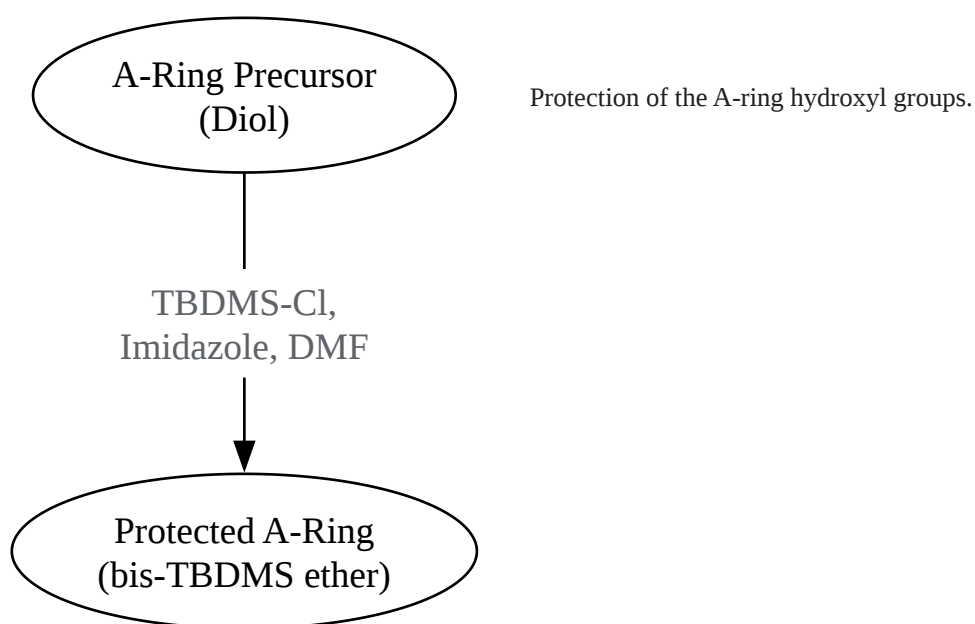 A-Ring Precursor
(Diol)
Protection of the A-ring hydroxyl groups.
TBDMS-Cl,
Imidazole, DMF
Protected A-Ring
(bis-TBDMS ether)